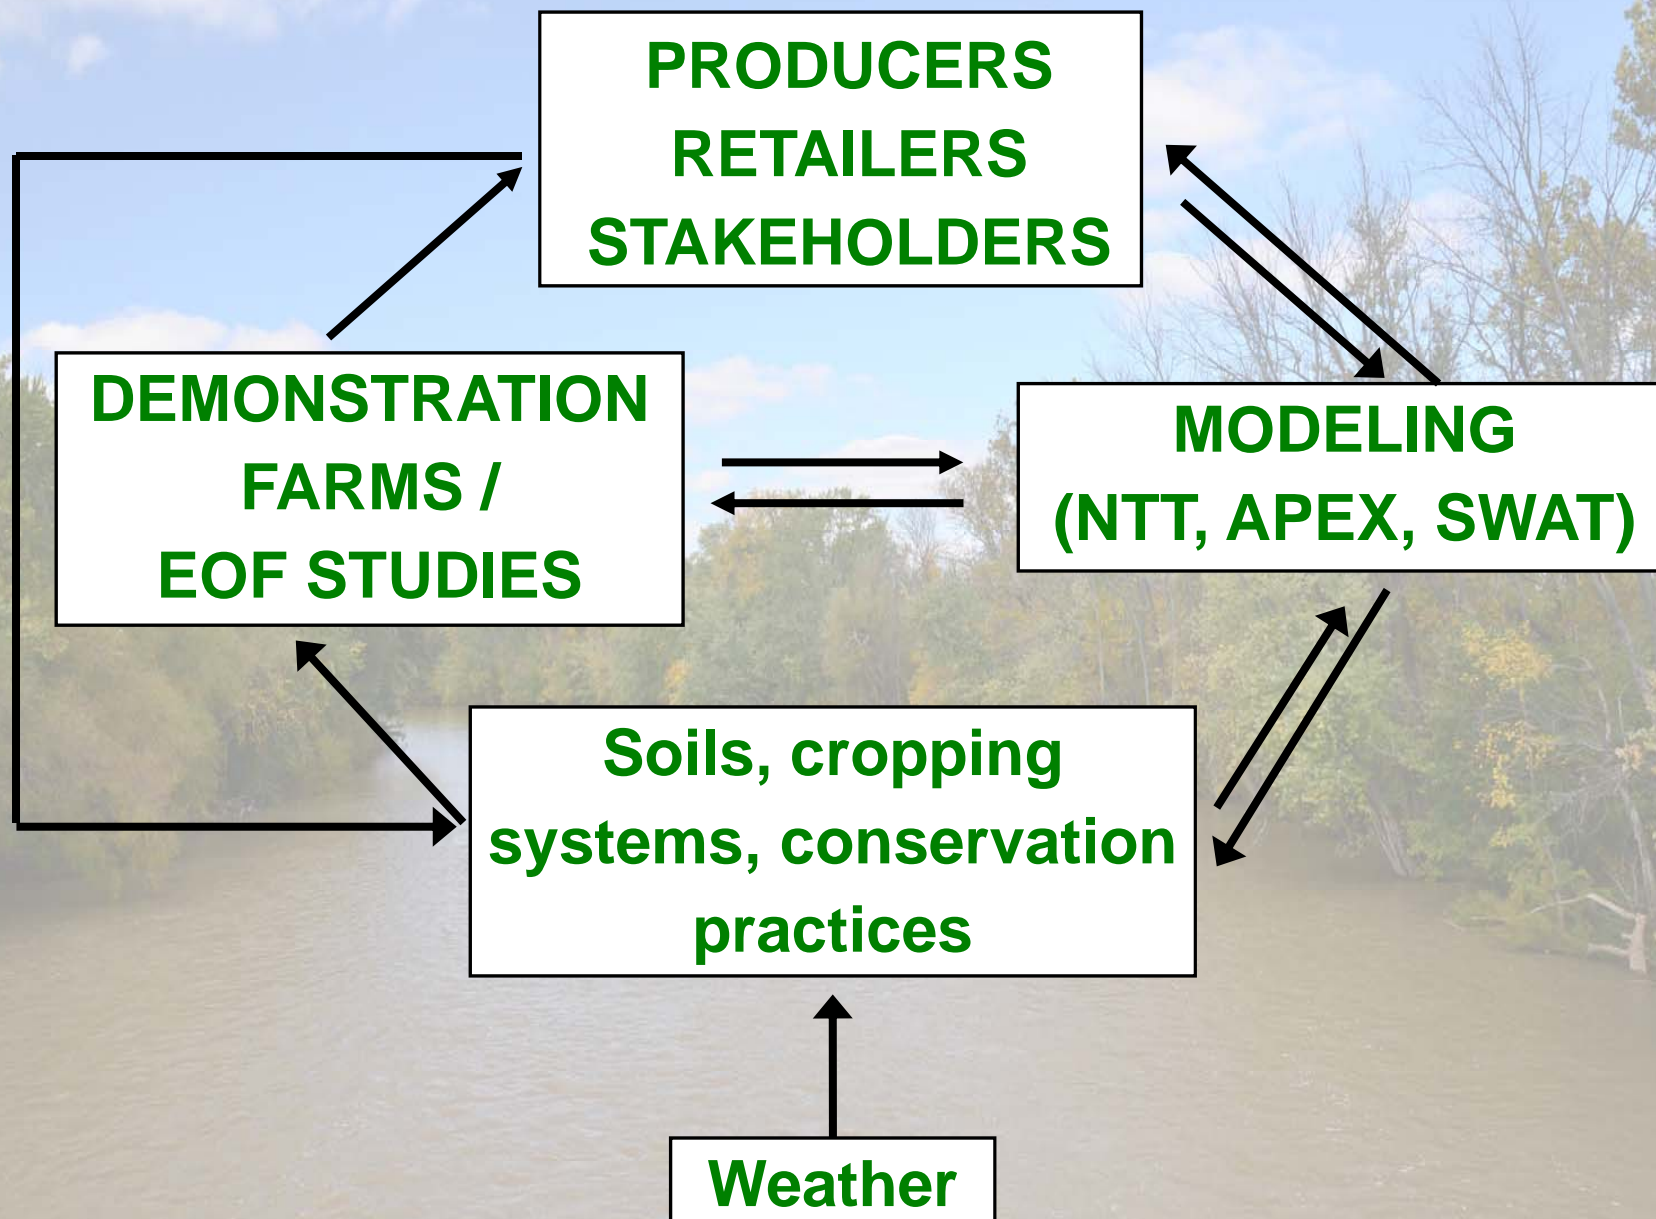 PRODUCERS
RETAILERS
STAKEHOLDERS
DEMONSTRATION
FARMS /
EOF STUDIES
MODELING
(NTT, APEX, SWAT)
Soils, cropping
systems, conservation
practices
Weather